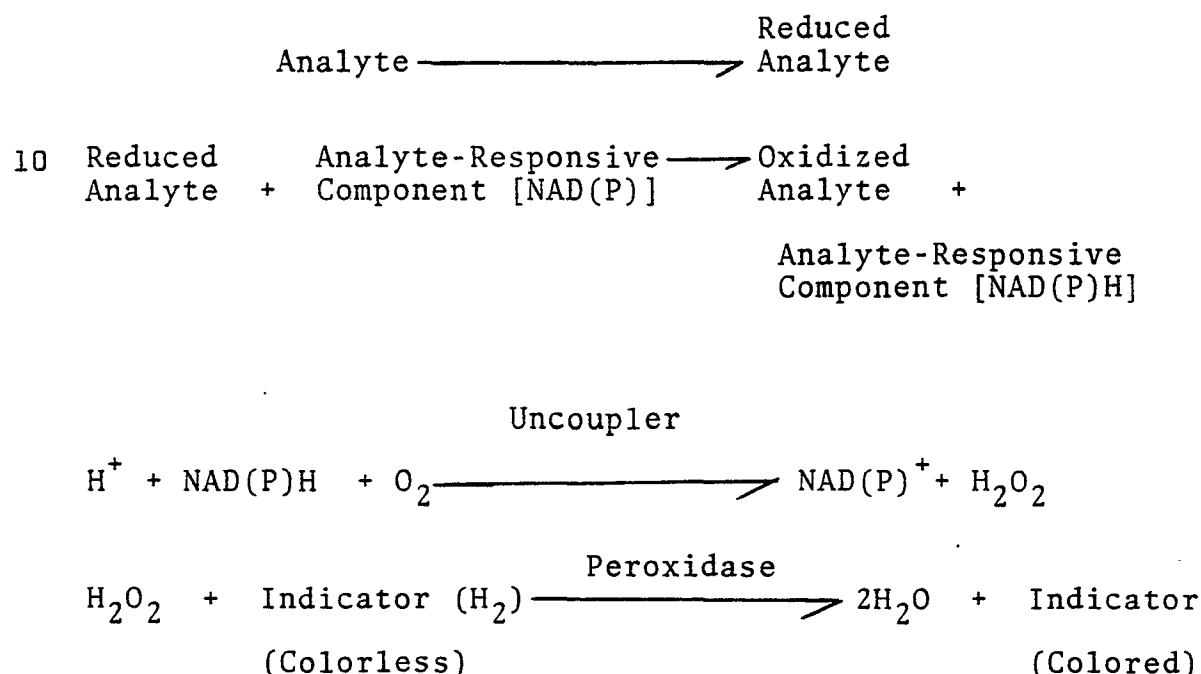 Reduced
Analyte ⟶ Analyte
10 Reduced Analyte-Responsive ⟶ Oxidized
Analyte + Component [NAD(P)] Analyte +
Analyte-Responsive
Component [NAD(P)H]
Uncoupler
H⁺ + NAD(P)H + O₂ ⟶ NAD(P)⁺ + H₂O₂
Peroxidase
H₂O₂ + Indicator (H₂) ⟶ 2H₂O + Indicator
(Colorless) (Colored)